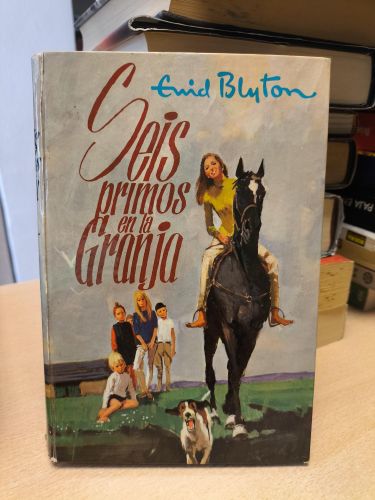 Enid Blyton
Seis
primos
en la
Granja